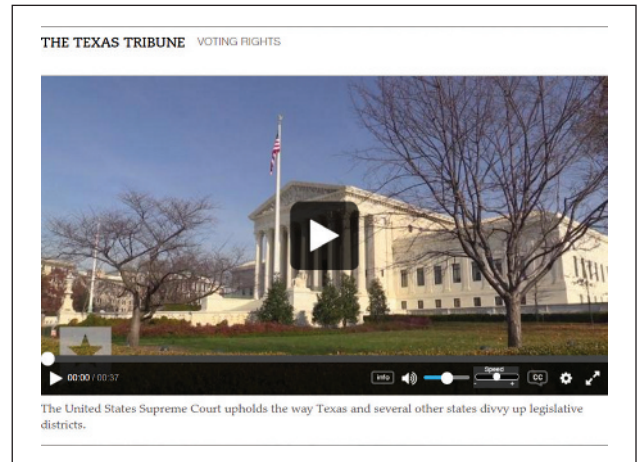 THE TEXAS TRIBUNE VOTING RIGHTS
00:00 / 00:37 info Speed - + CC
The United States Supreme Court upholds the way Texas and several other states divvy up legislative
districts.